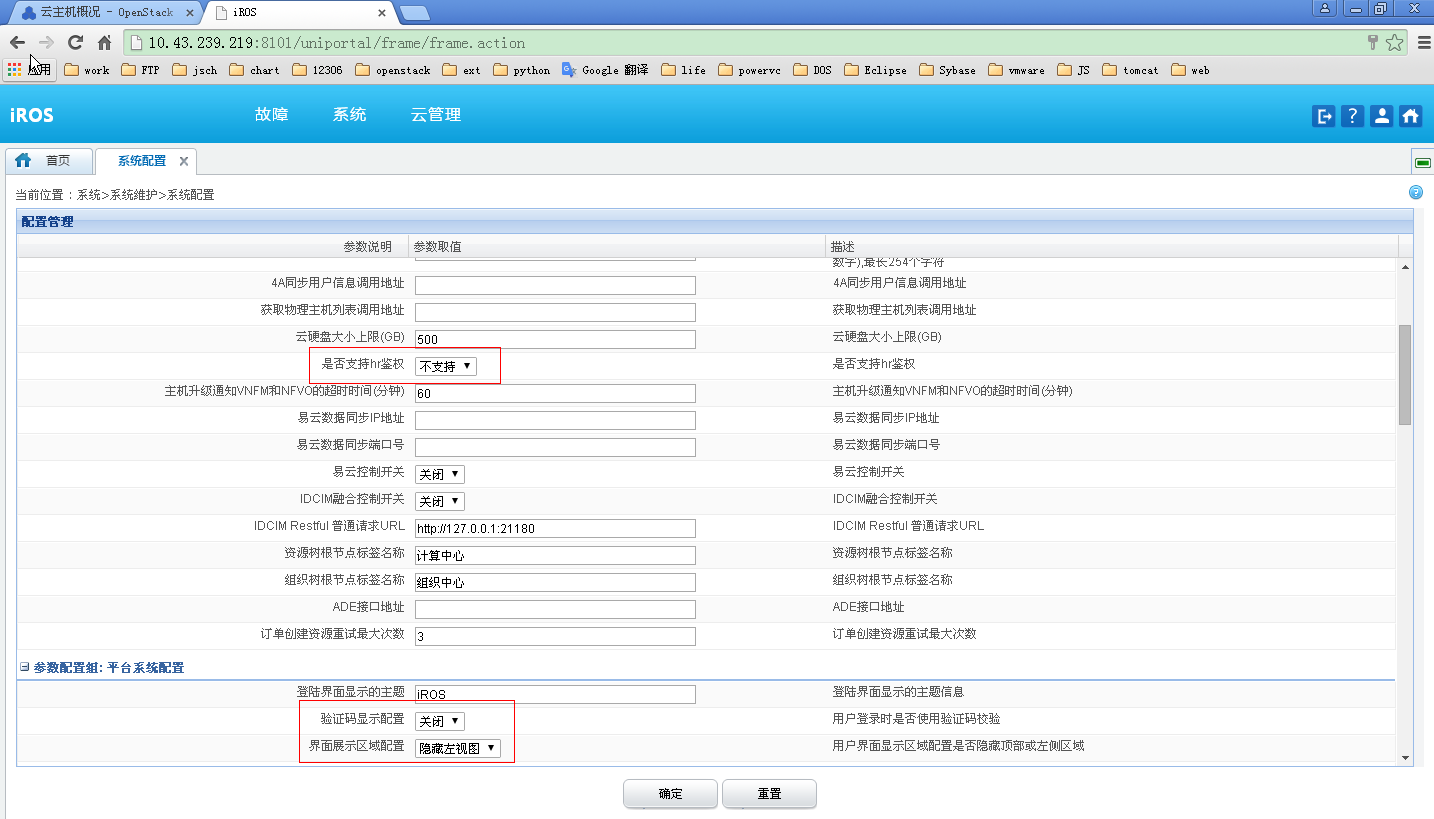 云主机概况 - OpenStack
iROS
10.43.239.219:8101/uniportal/frame/frame.action
应用 work FTP jsch chart 12306 openstack ext python Google 翻译 life powervc DOS Eclipse Sybase vmware JS tomcat web
iROS 故障 系统 云管理
首页 系统配置
当前位置：系统>系统维护>系统配置
配置管理
参数说明 参数取值 描述
数字),最长254个字符
4A同步用户信息调用地址 4A同步用户信息调用地址
获取物理主机列表调用地址 获取物理主机列表调用地址
云硬盘大小上限(GB) 500 云硬盘大小上限(GB)
是否支持hr鉴权 不支持 是否支持hr鉴权
主机升级通知VNFM和NFVO的超时时间(分钟) 60 主机升级通知VNFM和NFVO的超时时间(分钟)
易云数据同步IP地址 易云数据同步IP地址
易云数据同步端口号 易云数据同步端口号
易云控制开关 关闭 易云控制开关
IDCIM融合控制开关 关闭 IDCIM融合控制开关
IDCIM Restful 普通请求URL http://127.0.0.1:21180 IDCIM Restful 普通请求URL
资源树根节点标签名称 计算中心 资源树根节点标签名称
组织树根节点标签名称 组织中心 组织树根节点标签名称
ADE接口地址 ADE接口地址
订单创建资源重试最大次数 3 订单创建资源重试最大次数
参数配置组: 平台系统配置
登陆界面显示的主题 iROS 登陆界面显示的主题信息
验证码显示配置 关闭 用户登录时是否使用验证码校验
界面展示区域配置 隐藏左视图 用户界面显示区域配置是否隐藏顶部或左侧区域
确定 重置